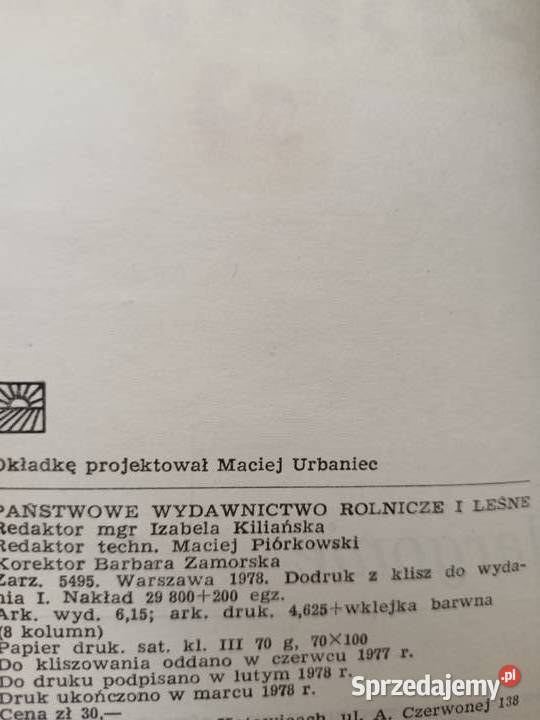 Okładkę projektował Maciej Urbaniec
PAŃSTWOWE WYDAWNICTWO ROLNICZE I LEŚNE
Redaktor mgr Izabela Kiliańska
Redaktor techn. Maciej Piórkowski
Korektor Barbara Zamorska
Zarz. 5495. Warszawa 1978. Dodruk z klisz do wyda-
nia I. Nakład 29 800+200 egz.
Ark. wyd. 6,15; ark. druk. 4,625+wklejka barwna
(8 kolumn)
Papier druk. sat. kl. III 70 g, 70×100
Do kliszowania oddano w czerwcu 1977 r.
Do druku podpisano w lutym 1978 r.
Druk ukończono w marcu 1978 r.
Cena zł 30,—
Katowicach, ul. A. Czerwonej 138
Sprzedajemy.pl